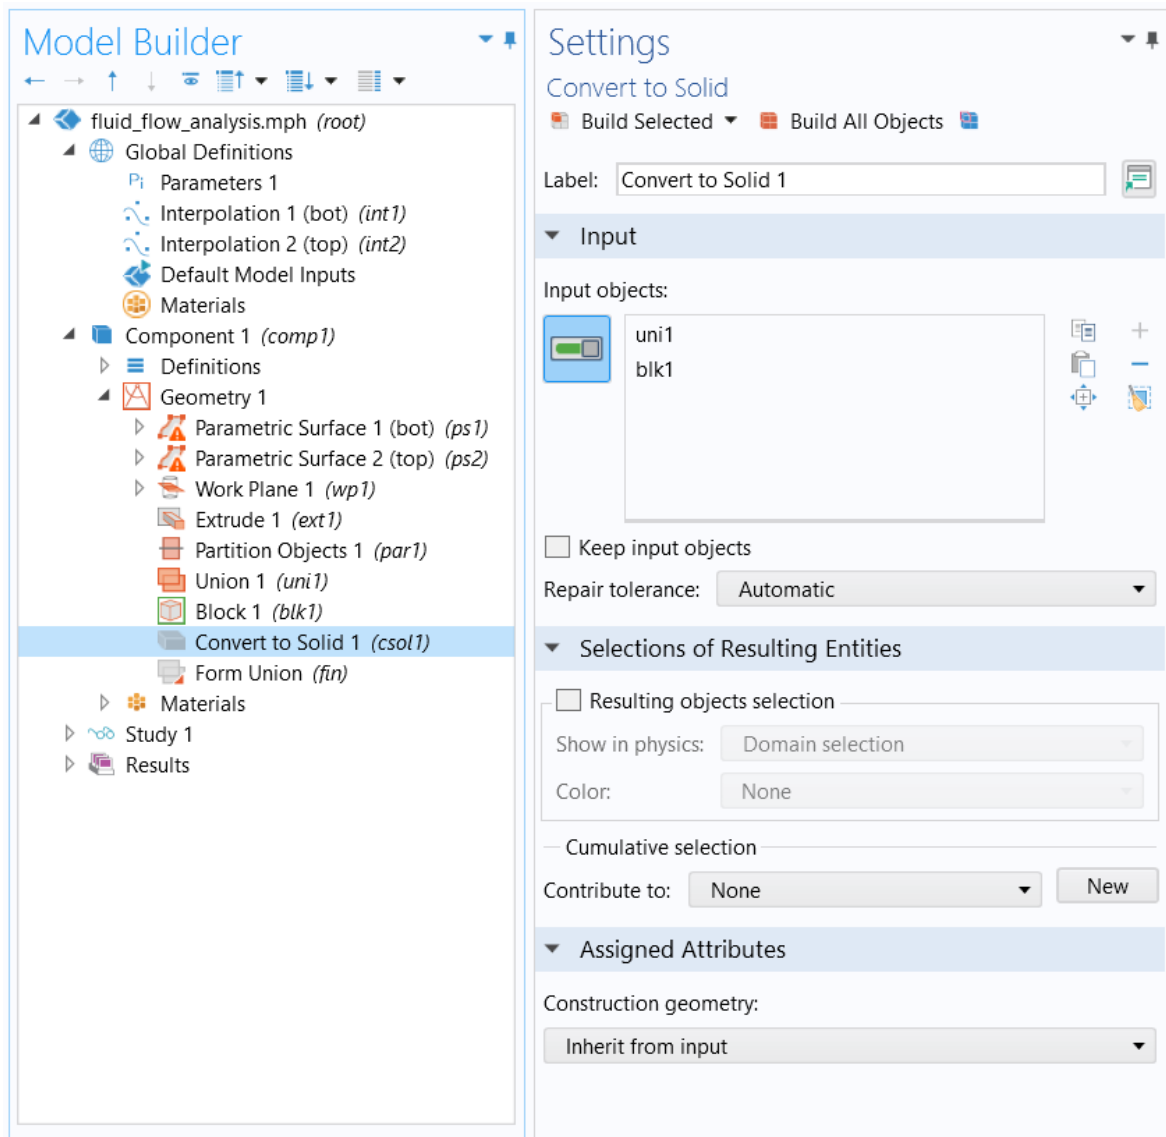 Model Builder
fluid_flow_analysis.mph (root)
Global Definitions
Pi Parameters 1
Interpolation 1 (bot) (int1)
Interpolation 2 (top) (int2)
Default Model Inputs
Materials
Component 1 (comp1)
Definitions
Geometry 1
Parametric Surface 1 (bot) (ps1)
Parametric Surface 2 (top) (ps2)
Work Plane 1 (wp1)
Extrude 1 (ext1)
Partition Objects 1 (par1)
Union 1 (uni1)
Block 1 (blk1)
Convert to Solid 1 (csol1)
Form Union (fin)
Materials
Study 1
Results
Settings
Convert to Solid
Build Selected Build All Objects
Label: Convert to Solid 1
Input
Input objects:
uni1
blk1
Keep input objects
Repair tolerance: Automatic
Selections of Resulting Entities
Resulting objects selection
Show in physics: Domain selection
Color: None
Cumulative selection
Contribute to: None New
Assigned Attributes
Construction geometry:
Inherit from input